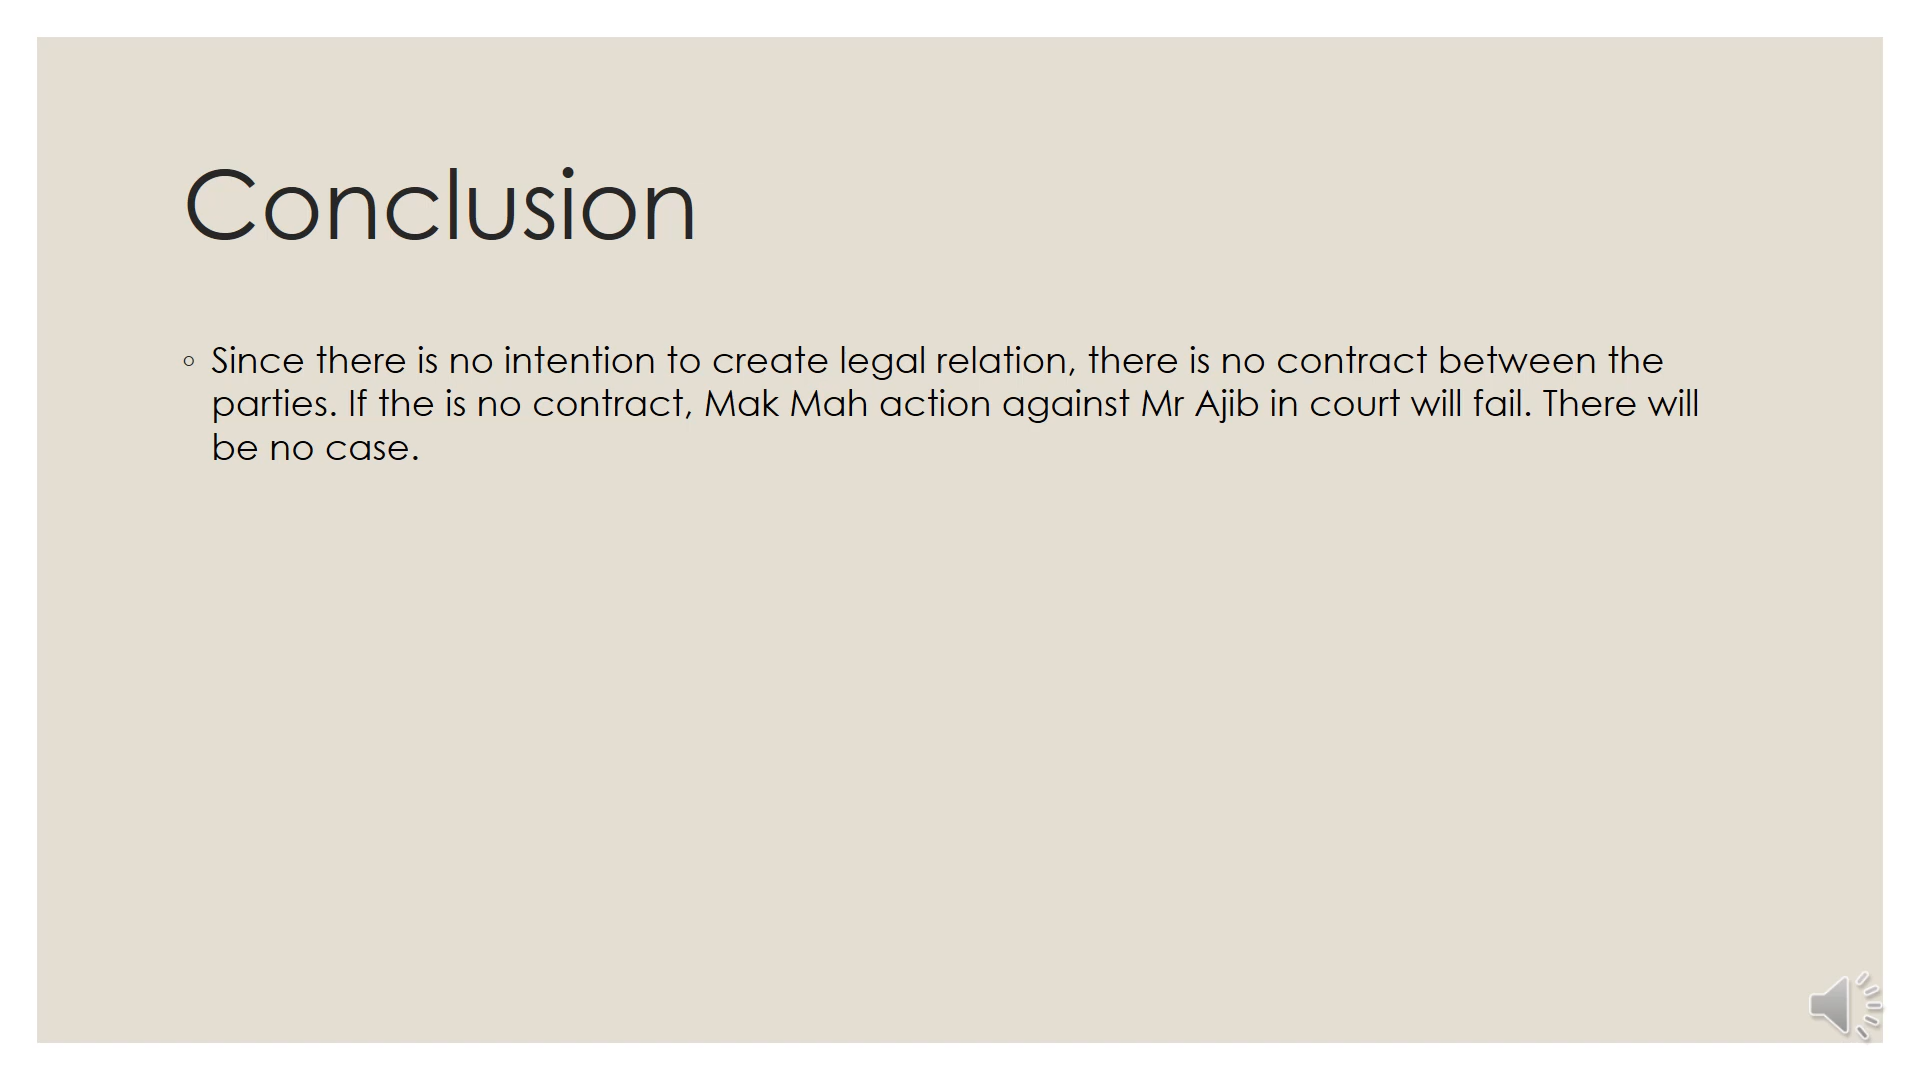 Conclusion
◦ Since there is no intention to create legal relation, there is no contract between the
parties. If the is no contract, Mak Mah action against Mr Ajib in court will fail. There will
be no case.